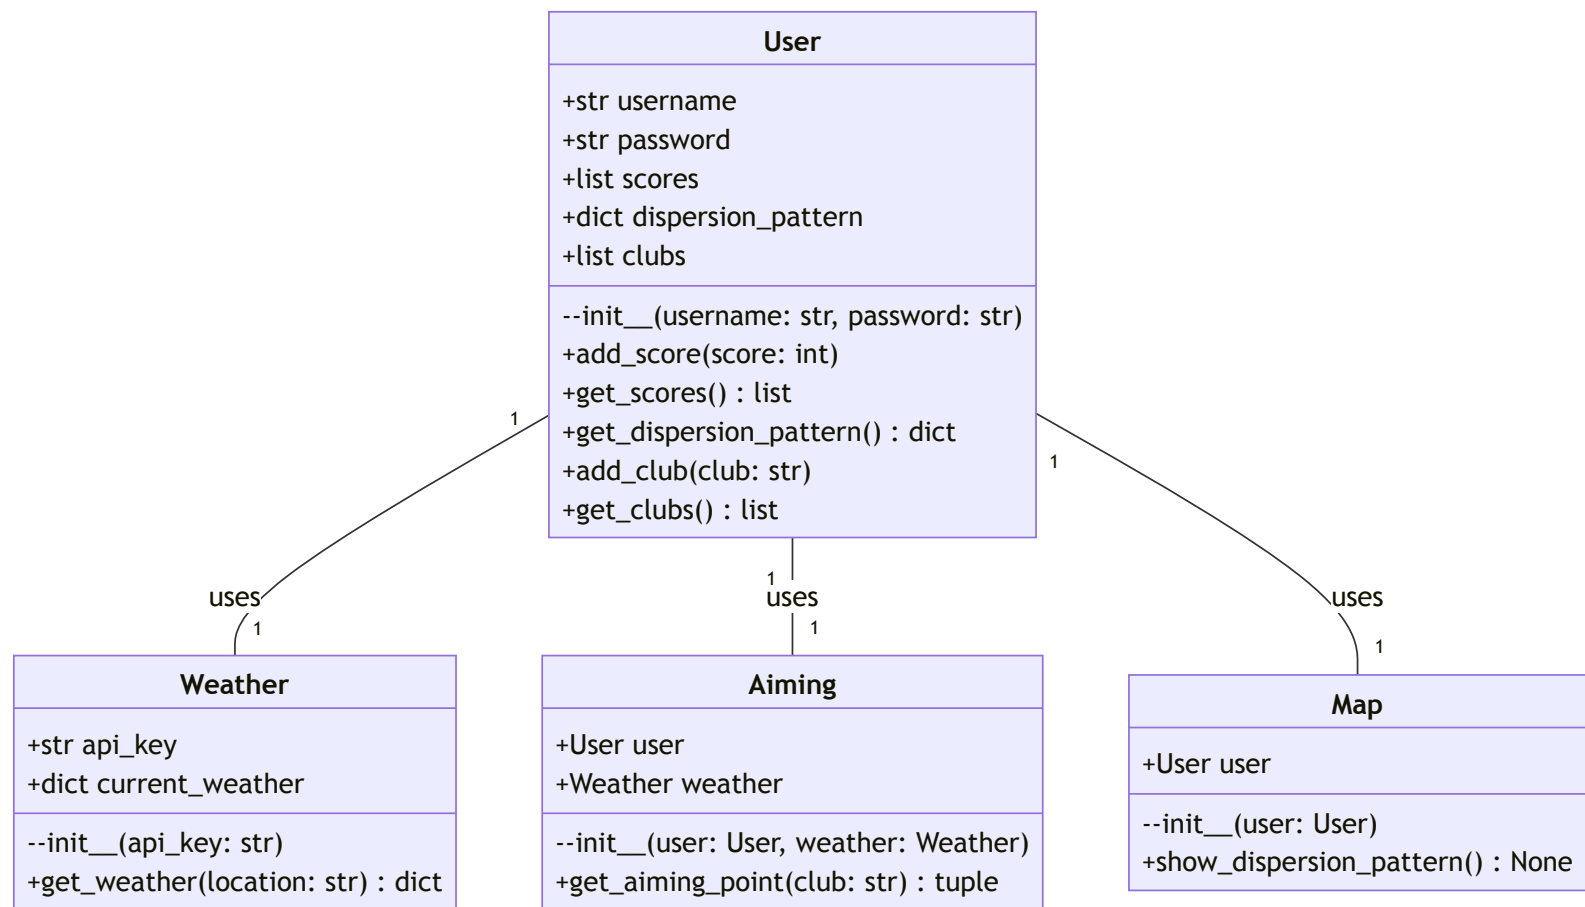 User
+str username
+str password
+list scores
+dict dispersion_pattern
+list clubs
--init__(username: str, password: str)
+add_score(score: int)
+get_scores() : list
+get_dispersion_pattern() : dict
+add_club(club: str)
+get_clubs() : list
1
1
1
uses
uses
uses
1
1
1
Weather
+str api_key
+dict current_weather
--init__(api_key: str)
+get_weather(location: str) : dict
Aiming
+User user
+Weather weather
--init__(user: User, weather: Weather)
+get_aiming_point(club: str) : tuple
Map
+User user
--init__(user: User)
+show_dispersion_pattern() : None